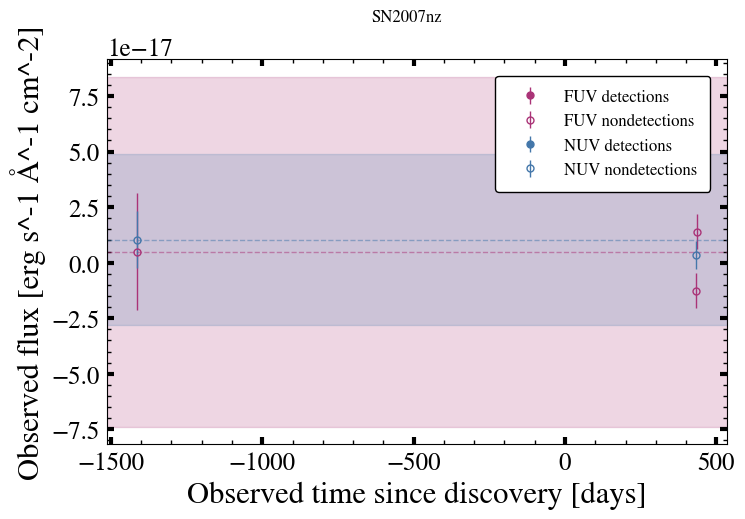 SN2007nz
1e−17
7.5
5.0
2.5
0.0
−2.5
−5.0
−7.5
Observed flux [erg s^-1 Å^-1 cm^-2]
FUV detections
FUV nondetections
NUV detections
NUV nondetections
−1500 −1000 −500 0 500
Observed time since discovery [days]